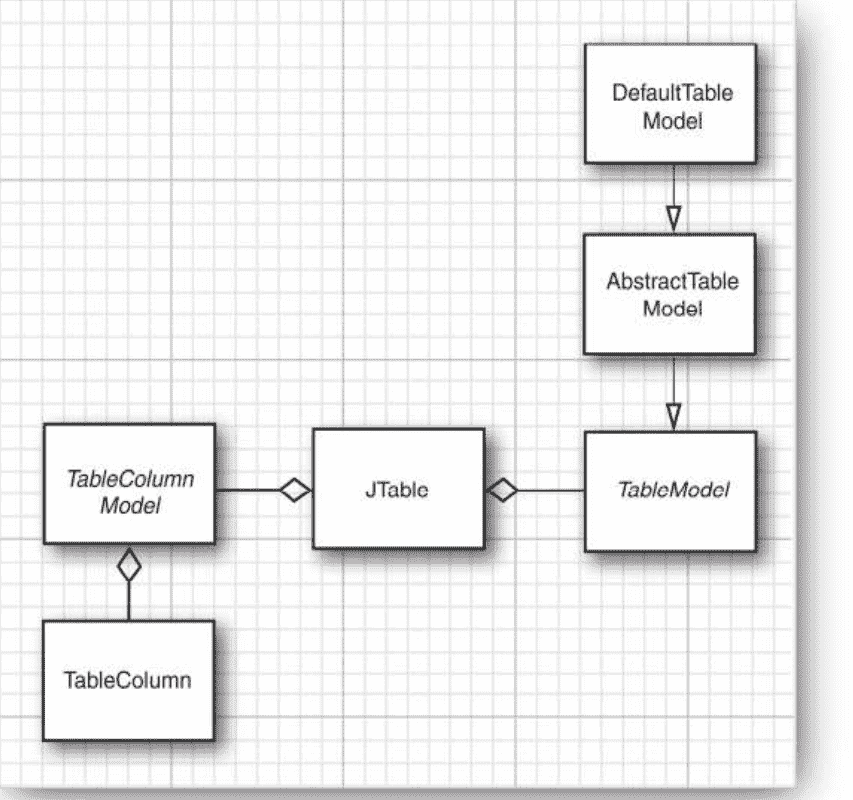 DefaultTable
Model
AbstractTable
Model
TableColumn
Model
JTable
TableModel
TableColumn